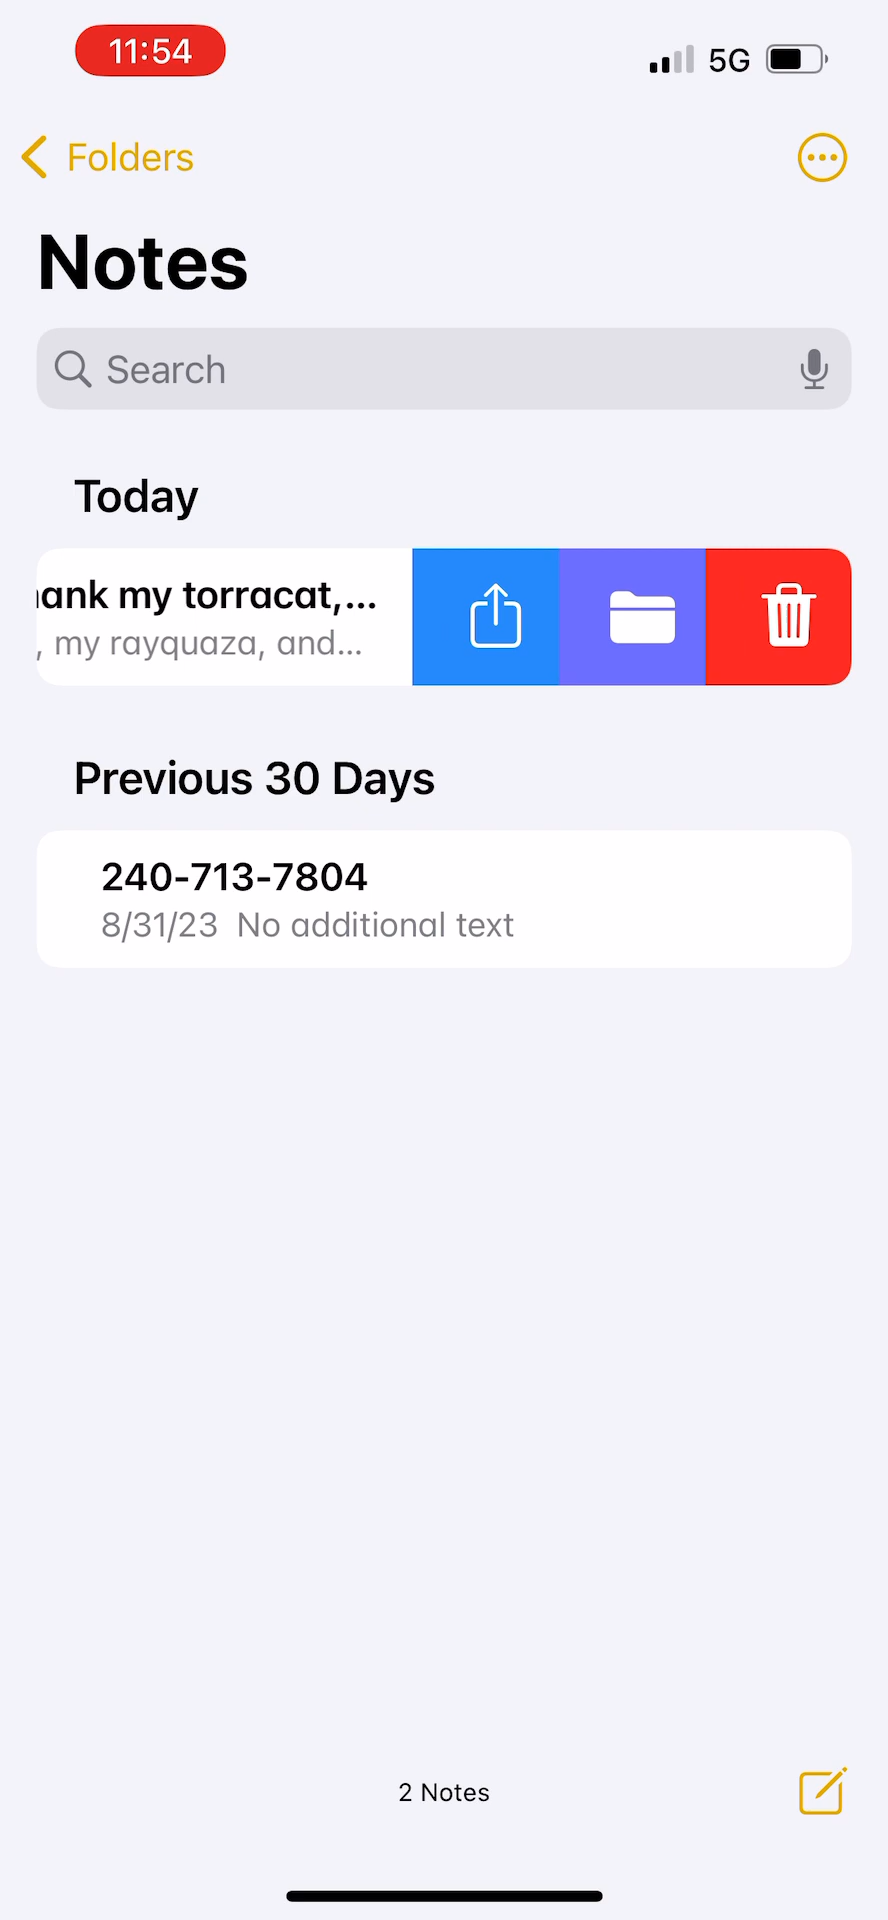 11:54
5G
Folders
Notes
Search
Today
hank my torracat,...
, my rayquaza, and...
Previous 30 Days
240-713-7804
8/31/23 No additional text
2 Notes